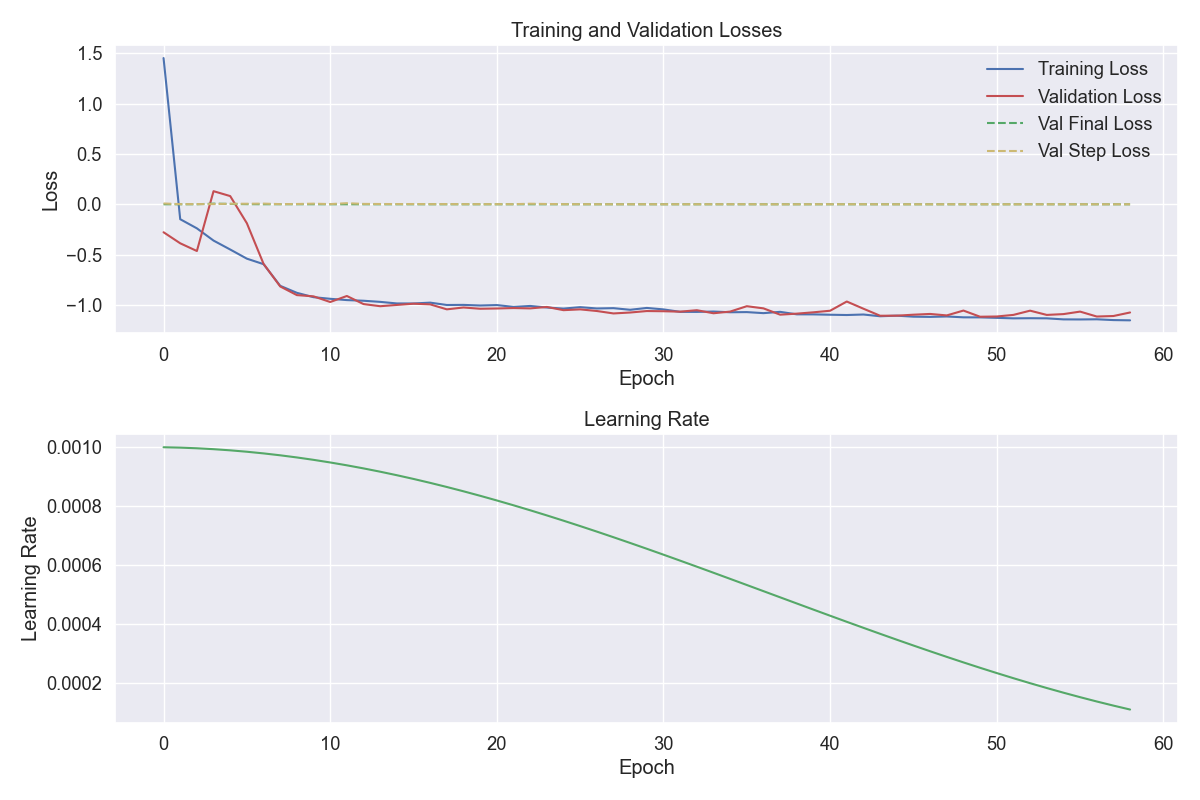 Training and Validation Losses
1.5
1.0
0.5
0.0
−0.5
−1.0
Loss
Training Loss
Validation Loss
Val Final Loss
Val Step Loss
0 10 20 30 40 50 60
Epoch
Learning Rate
0.0010
0.0008
0.0006
0.0004
0.0002
Learning Rate
0 10 20 30 40 50 60
Epoch